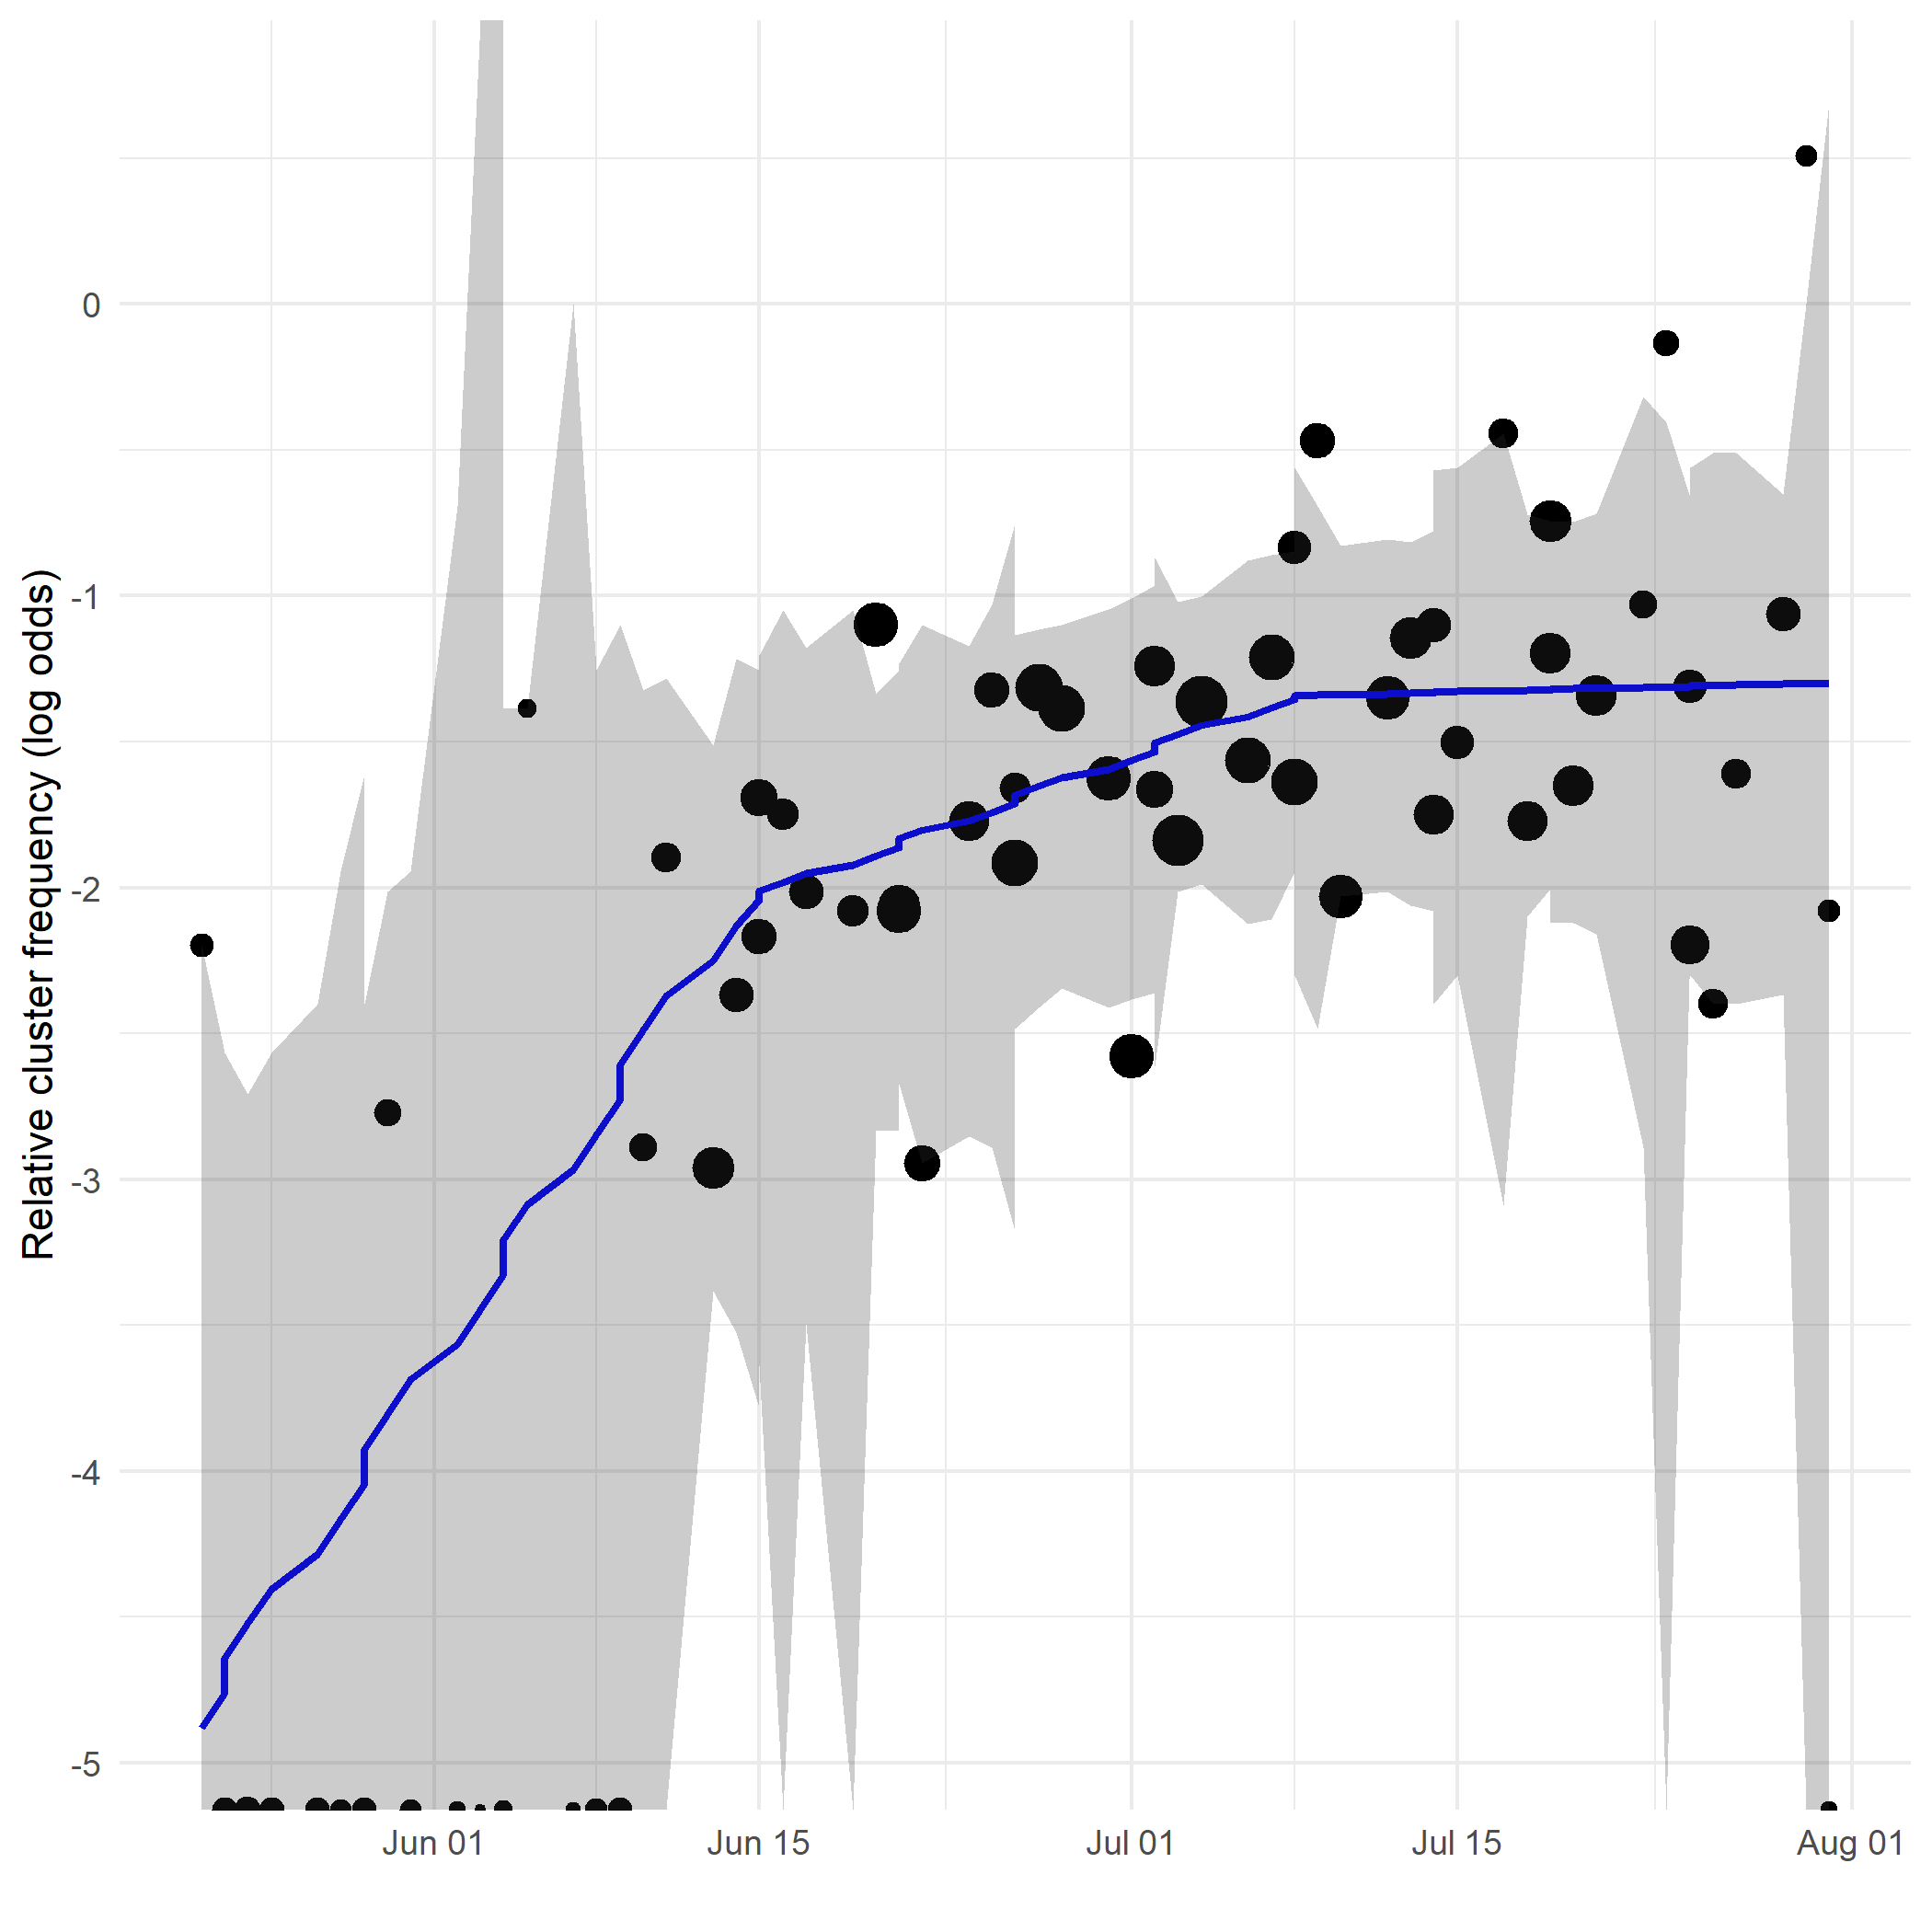 Relative cluster frequency (log odds)
0
-1
-2
-3
-4
-5
Jun 01
Jun 15
Jul 01
Jul 15
Aug 01